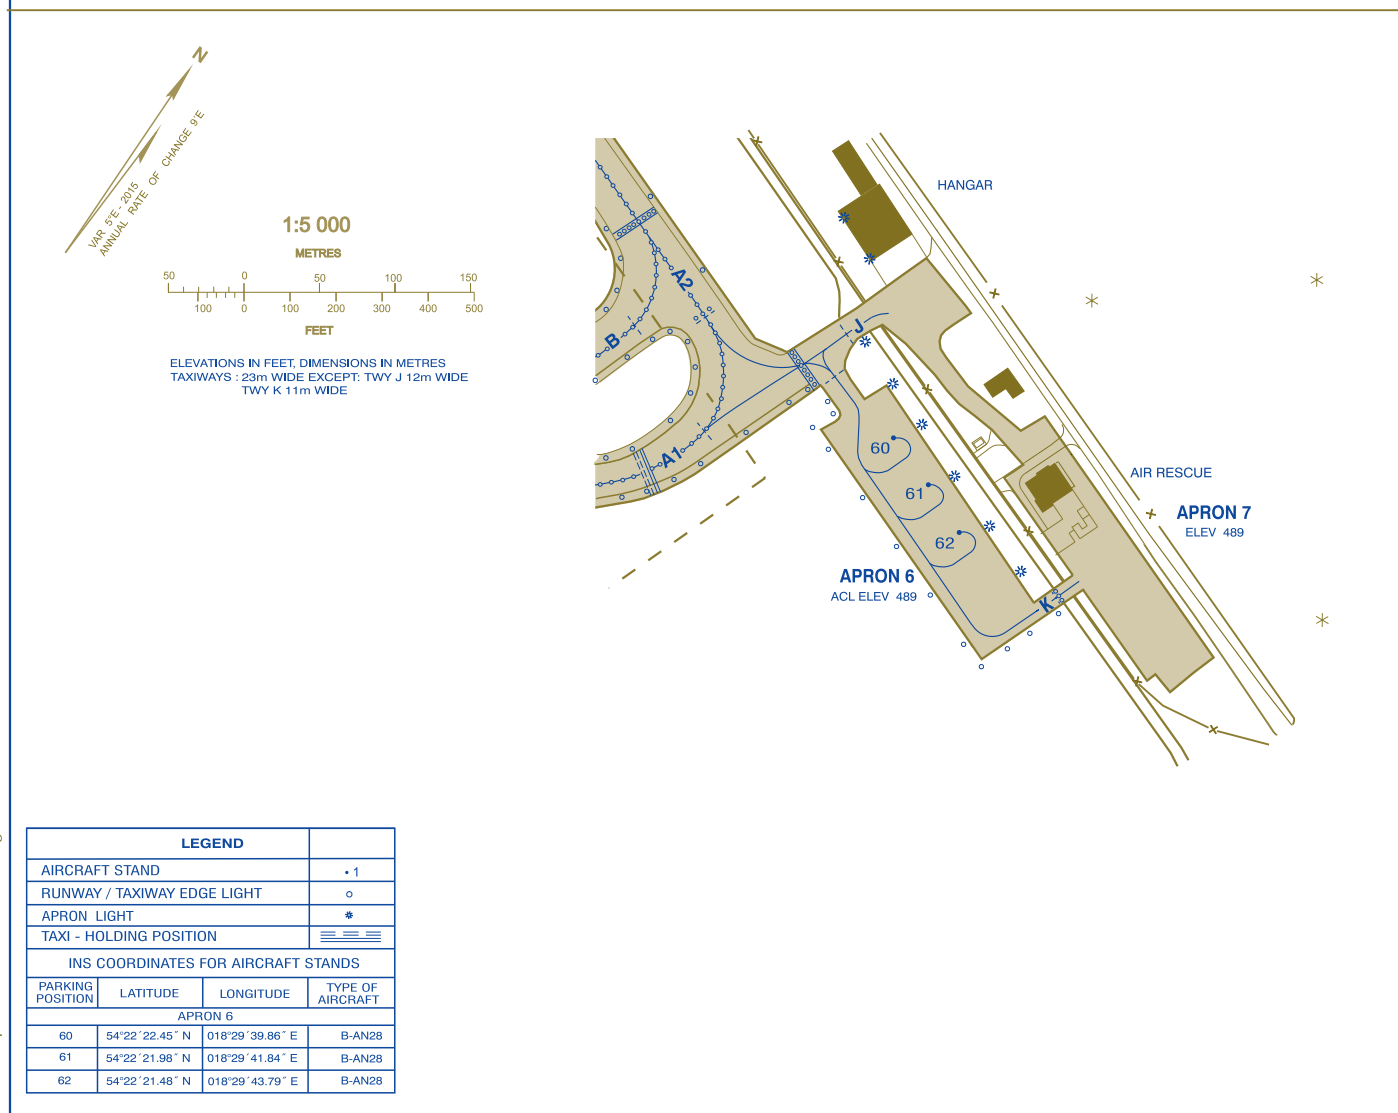 N
VAR 5°E - 2015
ANNUAL RATE OF CHANGE 9'E
1:5 000
METRES
50 0 50 100 150
100 0 100 200 300 400 500
FEET
ELEVATIONS IN FEET, DIMENSIONS IN METRES
TAXIWAYS : 23m WIDE EXCEPT: TWY J 12m WIDE
TWY K 11m WIDE
HANGAR
A2
B
J
A1
60
61
62
AIR RESCUE
APRON 7
ELEV 489
APRON 6
ACL ELEV 489
K
LEGEND
AIRCRAFT STAND • 1
RUNWAY / TAXIWAY EDGE LIGHT
APRON LIGHT
TAXI - HOLDING POSITION
INS COORDINATES FOR AIRCRAFT STANDS
PARKING POSITION LATITUDE LONGITUDE TYPE OF AIRCRAFT
APRON 6
60 54°22´22.45˝ N 018°29´39.86˝ E B-AN28
61 54°22´21.98˝ N 018°29´41.84˝ E B-AN28
62 54°22´21.48˝ N 018°29´43.79˝ E B-AN28